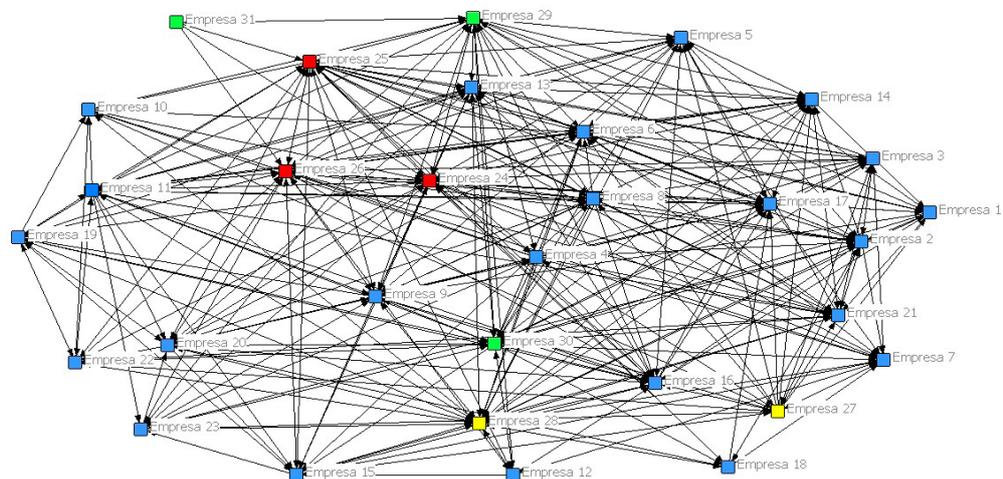 Empresa 31
Empresa 29
Empresa 5
Empresa 25
Empresa 13
Empresa 14
Empresa 10
Empresa 6
Empresa 3
Empresa 26
Empresa 24
Empresa 11
Empresa 8
Empresa 17
Empresa 1
Empresa 19
Empresa 2
Empresa 4
Empresa 9
Empresa 21
Empresa 20
Empresa 30
Empresa 22
Empresa 7
Empresa 16
Empresa 27
Empresa 28
Empresa 23
Empresa 18
Empresa 15
Empresa 12